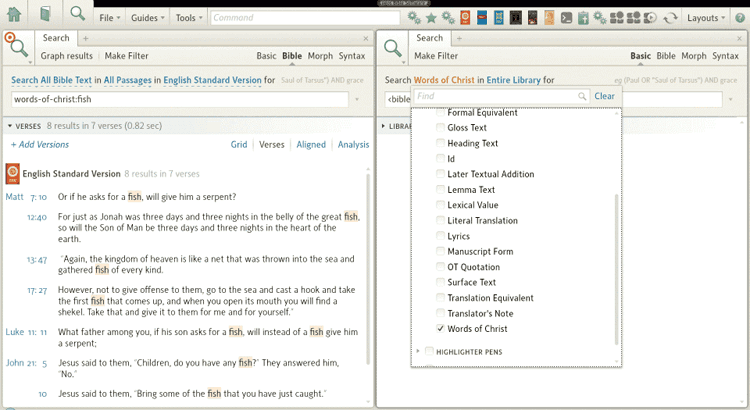 File Guides Tools Command Layouts
Search
Graph results Make Filter Basic Bible Morph Syntax
Search All Bible Text in All Passages in English Standard Version for Saul of Tarsus") AND grace
words-of-christ:fish
VERSES 8 results in 7 verses (0.82 sec)
+ Add Versions Grid Verses Aligned Analysis
English Standard Version 8 results in 7 verses
Matt 7:10 Or if he asks for a fish, will give him a serpent?
12:40 For just as Jonah was three days and three nights in the belly of the great fish,
so will the Son of Man be three days and three nights in the heart of the
earth.
13:47 "Again, the kingdom of heaven is like a net that was thrown into the sea and
gathered fish of every kind.
17:27 However, not to give offense to them, go to the sea and cast a hook and take
the first fish that comes up, and when you open its mouth you will find a
shekel. Take that and give it to them for me and for yourself."
Luke 11:11 What father among you, if his son asks for a fish, will instead of a fish give him
a serpent;
John 21:5 Jesus said to them, "Children, do you have any fish?" They answered him,
"No."
10 Jesus said to them, "Bring some of the fish that you have just caught."
Search
Make Filter Basic Bible Morph Syntax
Search Words of Christ in Entire Library for eg (Paul OR "Saul of Tarsus") AND grace
<bible
LIBRA
Find Clear
Formal Equivalent
Gloss Text
Heading Text
Id
Later Textual Addition
Lemma Text
Lexical Value
Literal Translation
Lyrics
Manuscript Form
OT Quotation
Surface Text
Translation Equivalent
Translator's Note
Words of Christ
HIGHLIGHTER PENS